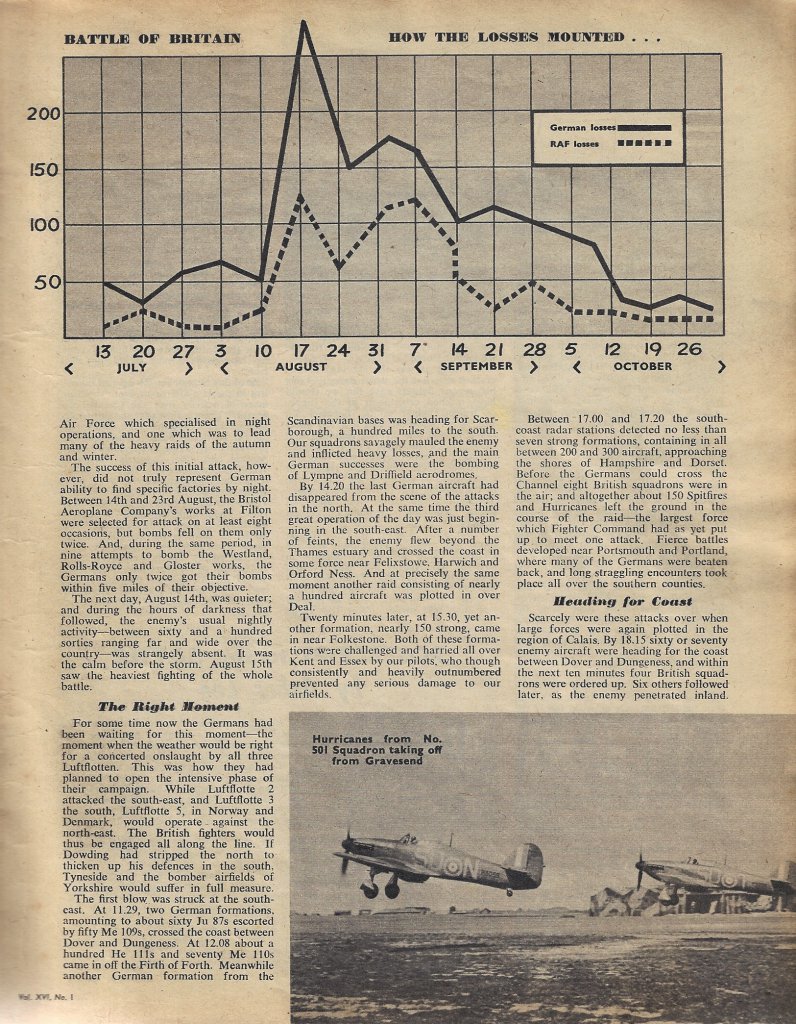 BATTLE OF BRITAIN
HOW THE LOSSES MOUNTED . . .
200
150
100
50
German losses
RAF losses
13 20 27 3 10 17 24 31 7 14 21 28 5 12 19 26
< JULY > < AUGUST > < SEPTEMBER > < OCTOBER >
Air Force which specialised in night
operations, and one which was to lead
many of the heavy raids of the autumn
and winter.
The success of this initial attack, how-
ever, did not truly represent German
ability to find specific factories by night.
Between 14th and 23rd August, the Bristol
Aeroplane Company's works at Filton
were selected for attack on at least eight
occasions, but bombs fell on them only
twice. And, during the same period, in
nine attempts to bomb the Westland,
Rolls-Royce and Gloster works, the
Germans only twice got their bombs
within five miles of their objective.
The next day, August 14th, was quieter;
and during the hours of darkness that
followed, the enemy's usual nightly
activity—between sixty and a hundred
sorties ranging far and wide over the
country—was strangely absent. It was
the calm before the storm. August 15th
saw the heaviest fighting of the whole
battle.
The Right Moment
For some time now the Germans had
been waiting for this moment—the
moment when the weather would be right
for a concerted onslaught by all three
Luftflotten. This was how they had
planned to open the intensive phase of
their campaign. While Luftflotte 2
attacked the south-east, and Luftflotte 3
the south, Luftflotte 5, in Norway and
Denmark, would operate against the
north-east. The British fighters would
thus be engaged all along the line. If
Dowding had stripped the north to
thicken up his defences in the south,
Tyneside and the bomber airfields of
Yorkshire would suffer in full measure.
The first blow was struck at the south-
east. At 11.29, two German formations,
amounting to about sixty Ju 87s escorted
by fifty Me 109s, crossed the coast between
Dover and Dungeness. At 12.08 about a
hundred He 111s and seventy Me 110s
came in off the Firth of Forth. Meanwhile
another German formation from the
Scandinavian bases was heading for Scar-
borough, a hundred miles to the south.
Our squadrons savagely mauled the enemy
and inflicted heavy losses, and the main
German successes were the bombing
of Lympne and Driffield aerodromes.
By 14.20 the last German aircraft had
disappeared from the scene of the attacks
in the north. At the same time the third
great operation of the day was just begin-
ning in the south-east. After a number
of feints, the enemy flew beyond the
Thames estuary and crossed the coast in
some force near Felixstowe, Harwich and
Orford Ness. And at precisely the same
moment another raid consisting of nearly
a hundred aircraft was plotted in over
Deal.
Twenty minutes later, at 15.30, yet an-
other formation, nearly 150 strong, came
in near Folkestone. Both of these forma-
tions were challenged and harried all over
Kent and Essex by our pilots, who though
consistently and heavily outnumbered
prevented any serious damage to our
airfields.
Between 17.00 and 17.20 the south-
coast radar stations detected no less than
seven strong formations, containing in all
between 200 and 300 aircraft, approaching
the shores of Hampshire and Dorset.
Before the Germans could cross the
Channel eight British squadrons were in
the air; and altogether about 150 Spitfires
and Hurricanes left the ground in the
course of the raid—the largest force
which Fighter Command had as yet put
up to meet one attack. Fierce battles
developed near Portsmouth and Portland,
where many of the Germans were beaten
back, and long straggling encounters took
place all over the southern counties.
Heading for Coast
Scarcely were these attacks over when
large forces were again plotted in the
region of Calais. By 18.15 sixty or seventy
enemy aircraft were heading for the coast
between Dover and Dungeness, and within
the next ten minutes four British squad-
rons were ordered up. Six others followed
later, as the enemy penetrated inland.
Hurricanes from No.
501 Squadron taking off
from Gravesend
Vol. XVI, No. 1